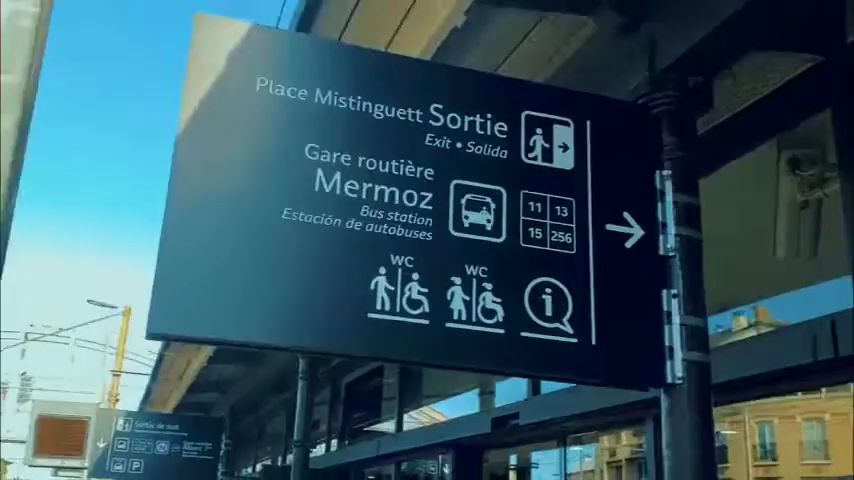 Place Mistinguett Sortie
Exit • Salida
Gare routière
Mermoz
Bus station
Estación de autobuses
11 13
15 256
WC WC
i
Sortie
P